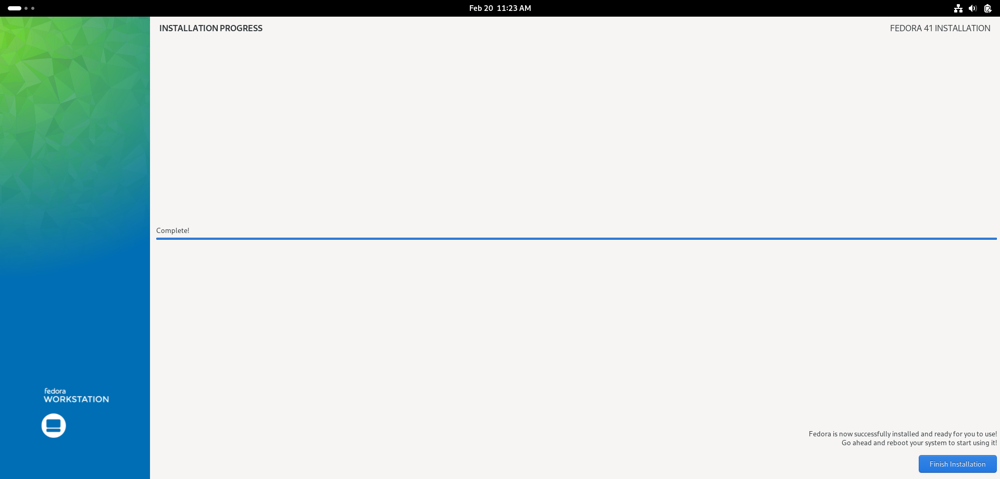 Feb 20 11:23 AM
INSTALLATION PROGRESS
FEDORA 41 INSTALLATION
Complete!
fedora
WORKSTATION
Fedora is now successfully installed and ready for you to use!
Go ahead and reboot your system to start using it!
Finish Installation